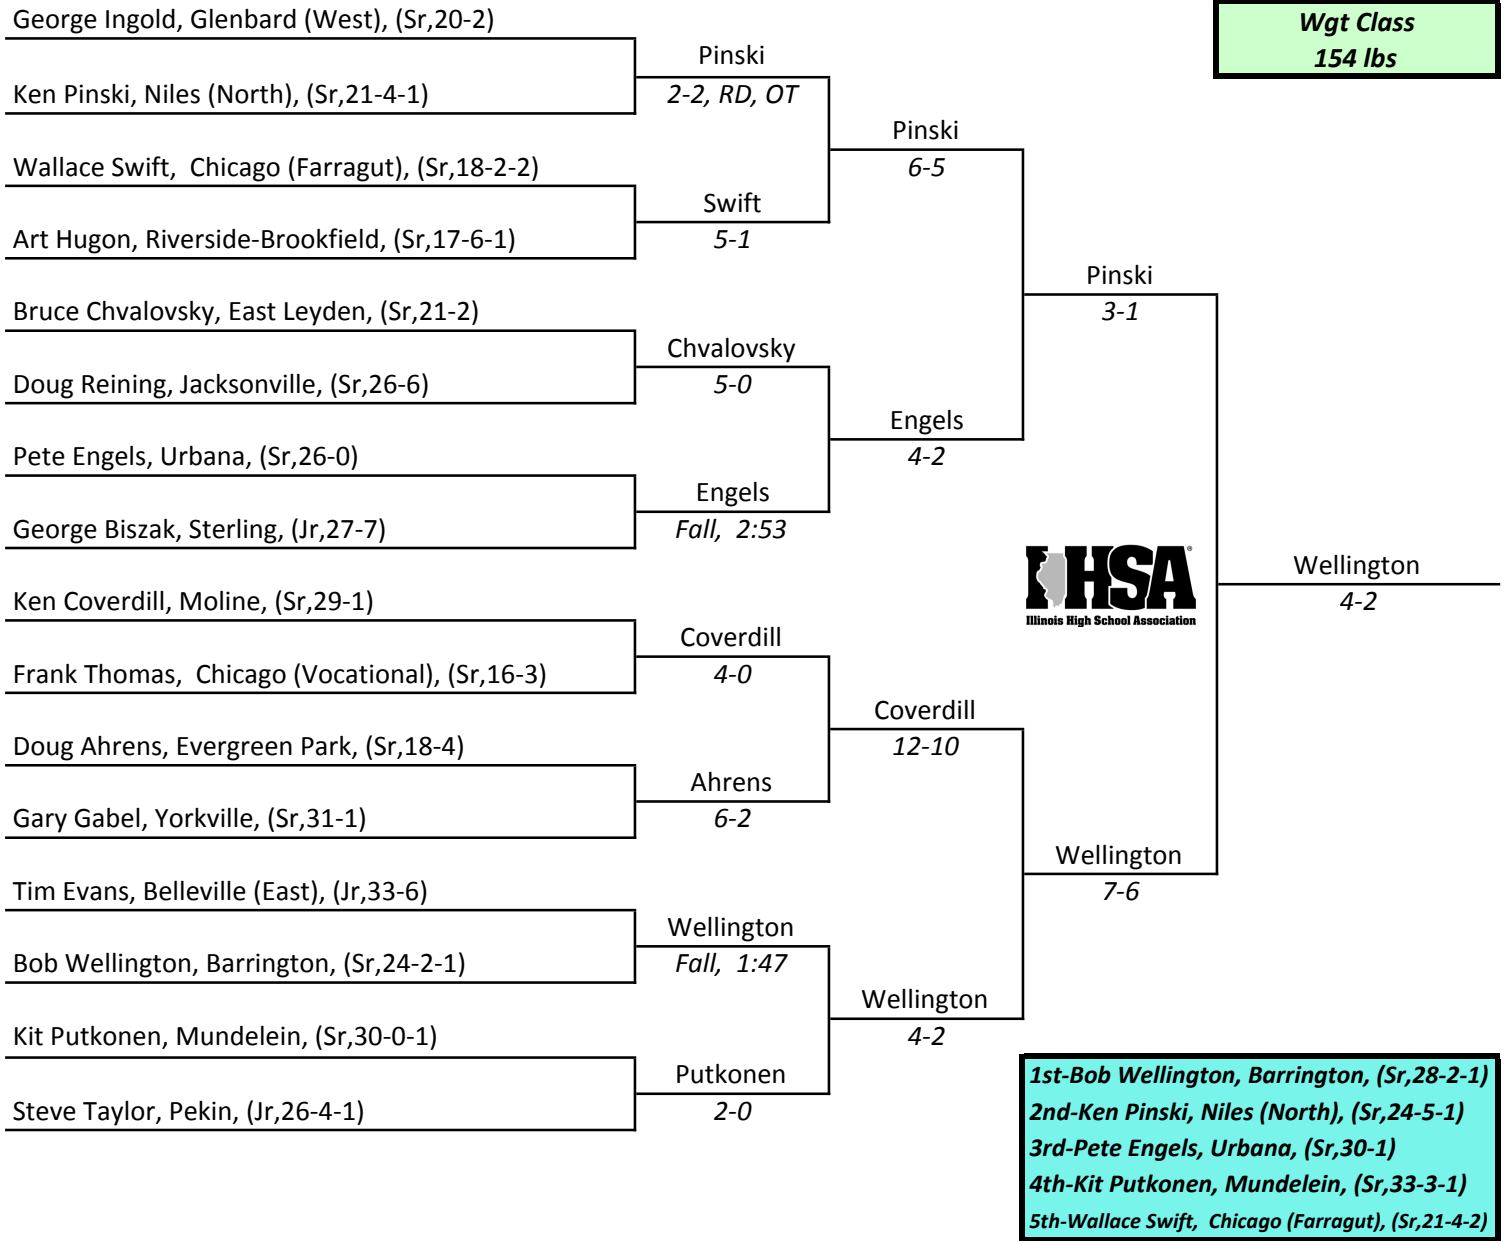 George Ingold, Glenbard (West), (Sr,20-2)
Ken Pinski, Niles (North), (Sr,21-4-1)
Wallace Swift,  Chicago (Farragut), (Sr,18-2-2)
Art Hugon, Riverside-Brookfield, (Sr,17-6-1)
Bruce Chvalovsky, East Leyden, (Sr,21-2)
Doug Reining, Jacksonville, (Sr,26-6)
Pete Engels, Urbana, (Sr,26-0)
George Biszak, Sterling, (Jr,27-7)
Ken Coverdill, Moline, (Sr,29-1)
Frank Thomas,  Chicago (Vocational), (Sr,16-3)
Doug Ahrens, Evergreen Park, (Sr,18-4)
Gary Gabel, Yorkville, (Sr,31-1)
Tim Evans, Belleville (East), (Jr,33-6)
Bob Wellington, Barrington, (Sr,24-2-1)
Kit Putkonen, Mundelein, (Sr,30-0-1)
Steve Taylor, Pekin, (Jr,26-4-1)
Pinski
2-2, RD, OT
Swift
5-1
Chvalovsky
5-0
Engels
Fall,  2:53
Coverdill
4-0
Ahrens
6-2
Wellington
Fall,  1:47
Putkonen
2-0
Pinski
6-5
Engels
4-2
Coverdill
12-10
Wellington
4-2
Pinski
3-1
Wellington
7-6
Wellington
4-2
Wgt Class
154 lbs
IHSA®
Illinois High School Association
1st-Bob Wellington, Barrington, (Sr,28-2-1)
2nd-Ken Pinski, Niles (North), (Sr,24-5-1)
3rd-Pete Engels, Urbana, (Sr,30-1)
4th-Kit Putkonen, Mundelein, (Sr,33-3-1)
5th-Wallace Swift,  Chicago (Farragut), (Sr,21-4-2)